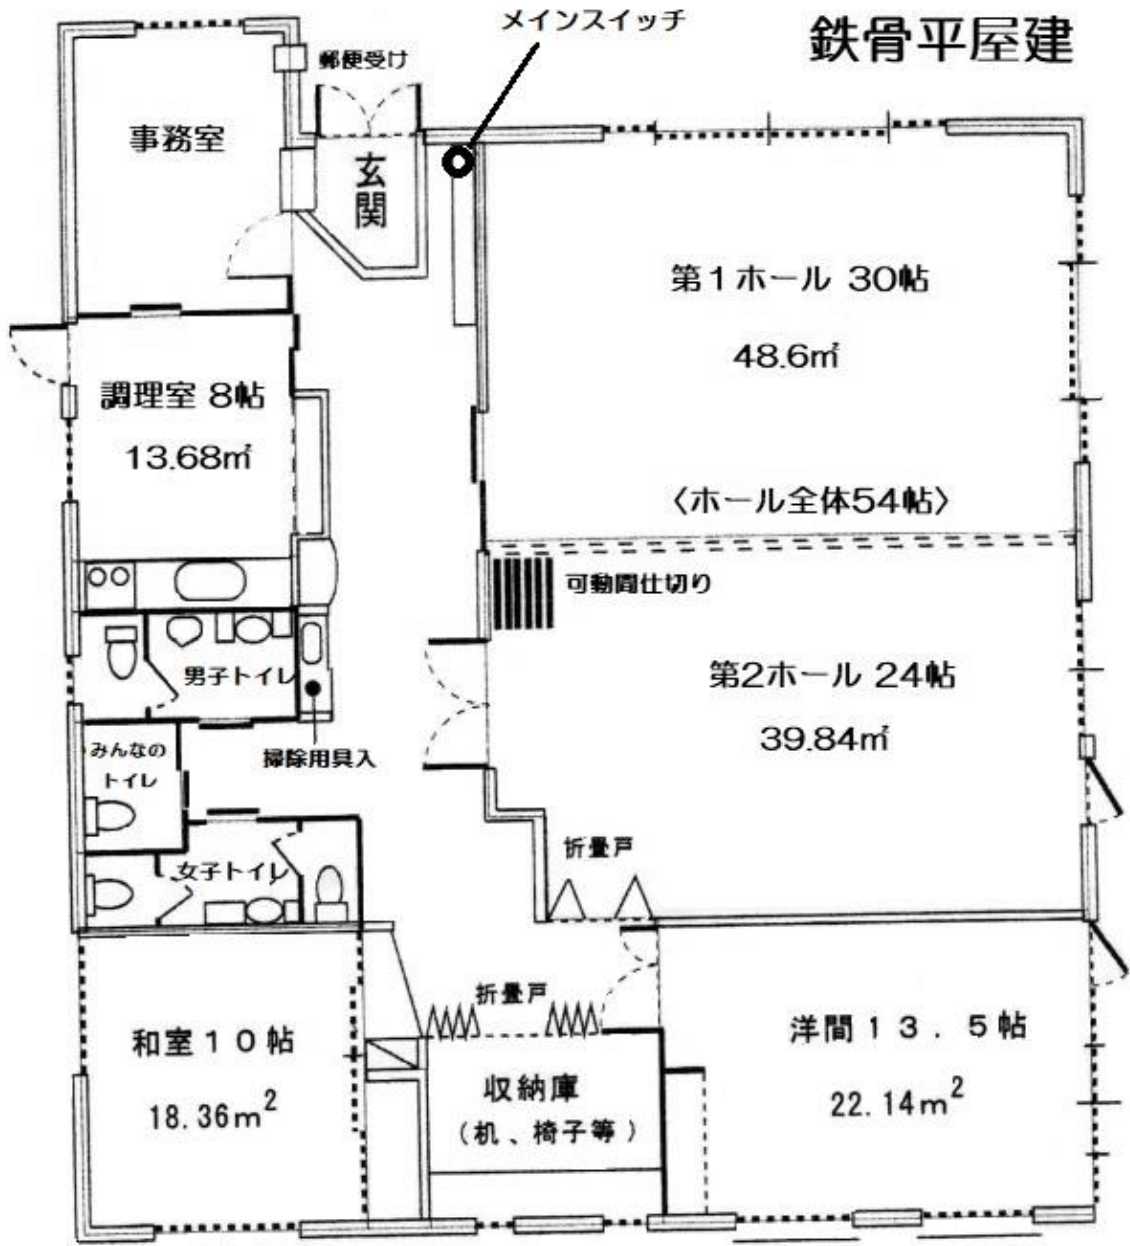 メインスイッチ
鉄骨平屋建
郵便受け
事務室
玄関
第1ホール 30帖
48.6㎡
調理室 8帖
13.68㎡
〈ホール全体54帖〉
可動間仕切り
男子トイレ
第2ホール 24帖
39.84㎡
みんなの
トイレ
掃除用具入
女子トイレ
折畳戸
折畳戸
和室10帖
18.36m²
収納庫
(机、椅子等)
洋間13.5帖
22.14m²